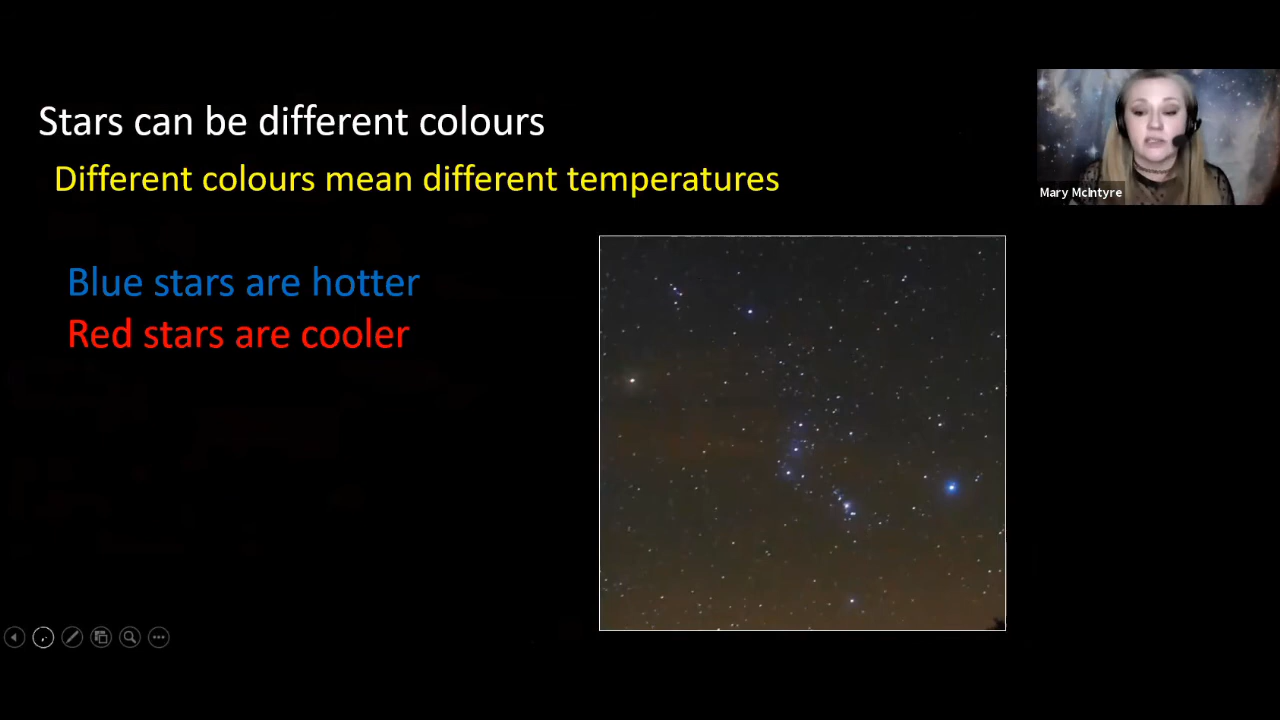 Stars can be different colours
Different colours mean different temperatures
Blue stars are hotter
Red stars are cooler
Mary McIntyre